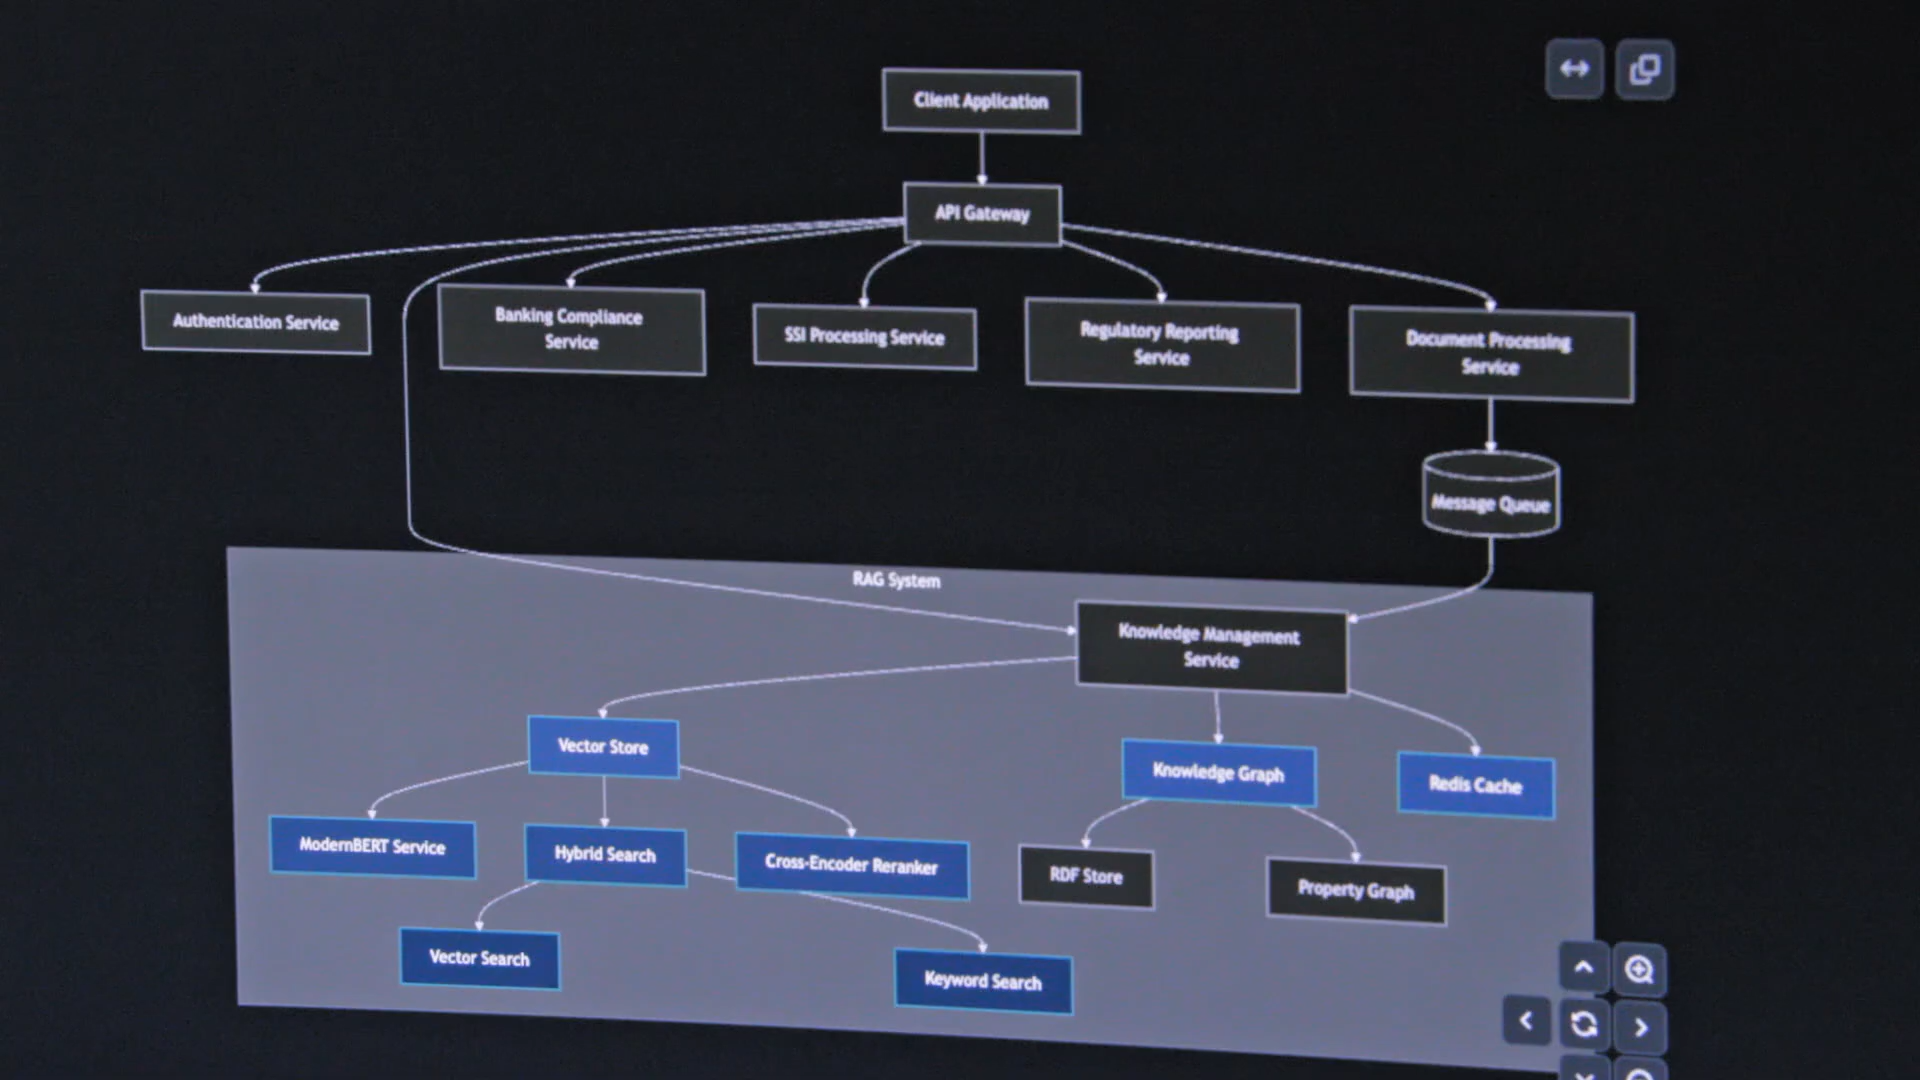 Client Application
API Gateway
Authentication Service
Banking Compliance
Service
SSI Processing Service
Regulatory Reporting
Service
Document Processing
Service
Message Queue
RAG System
Knowledge Management
Service
Vector Store
Knowledge Graph
Redis Cache
ModernBERT Service
Hybrid Search
Cross-Encoder Reranker
RDF Store
Property Graph
Vector Search
Keyword Search